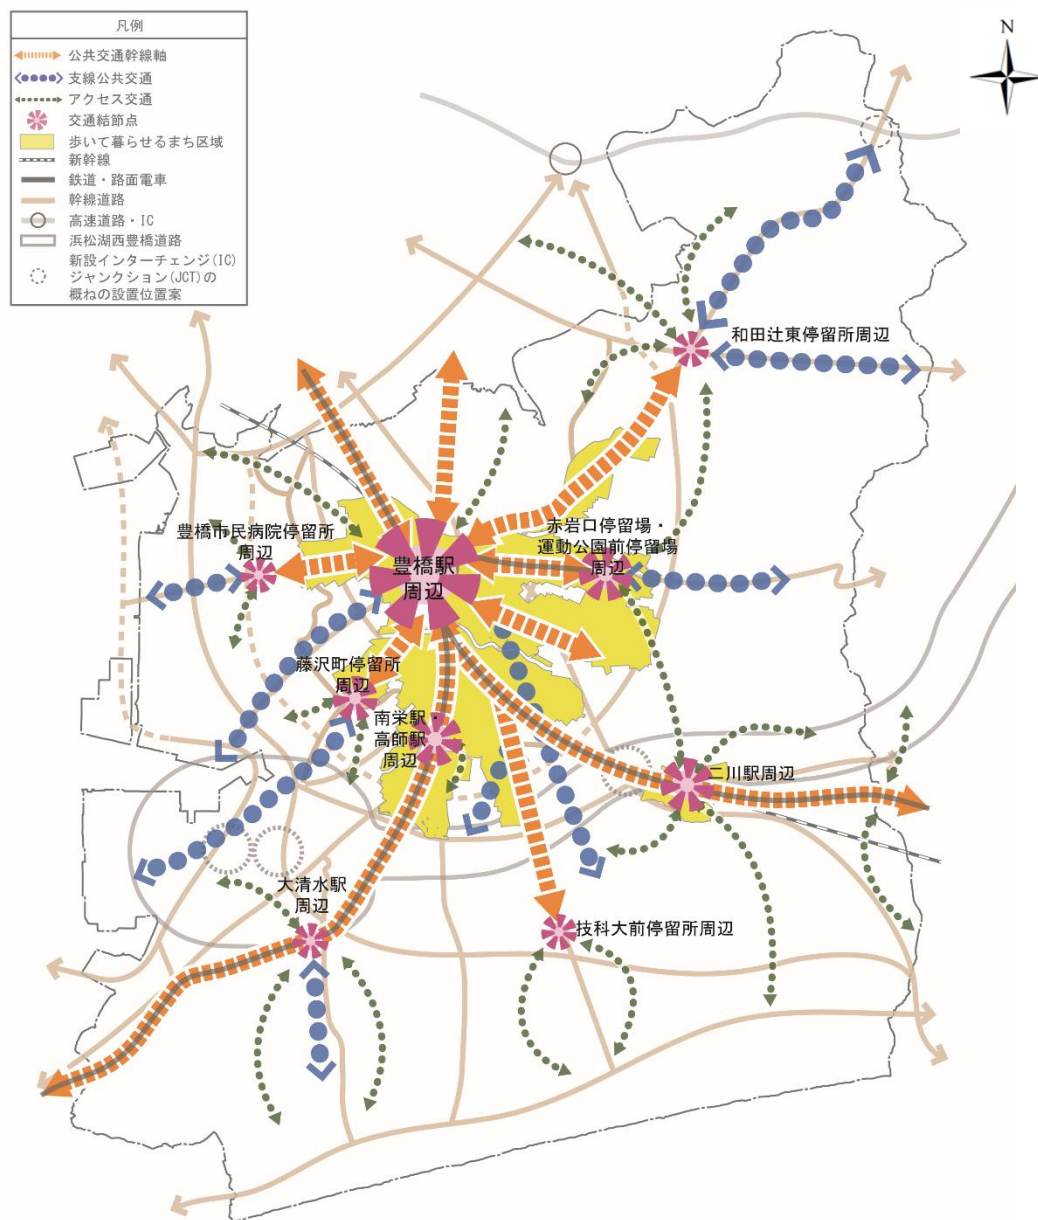 凡例
公共交通幹線軸
支線公共交通
アクセス交通
交通結節点
歩いて暮らせるまち区域
新幹線
鉄道・路面電車
幹線道路
高速道路・IC
浜松湖西豊橋道路
新設インターチェンジ(IC)
ジャンクション(JCT)の
概ねの設置位置案
N
和田辻東停留所周辺
豊橋市民病院停留所
周辺
豊橋駅
周辺
赤岩口停留場・
運動公園前停留場
周辺
藤沢町停留所
周辺
南栄駅・
高師駅
周辺
二川駅周辺
大清水駅
周辺
技科大前停留所周辺